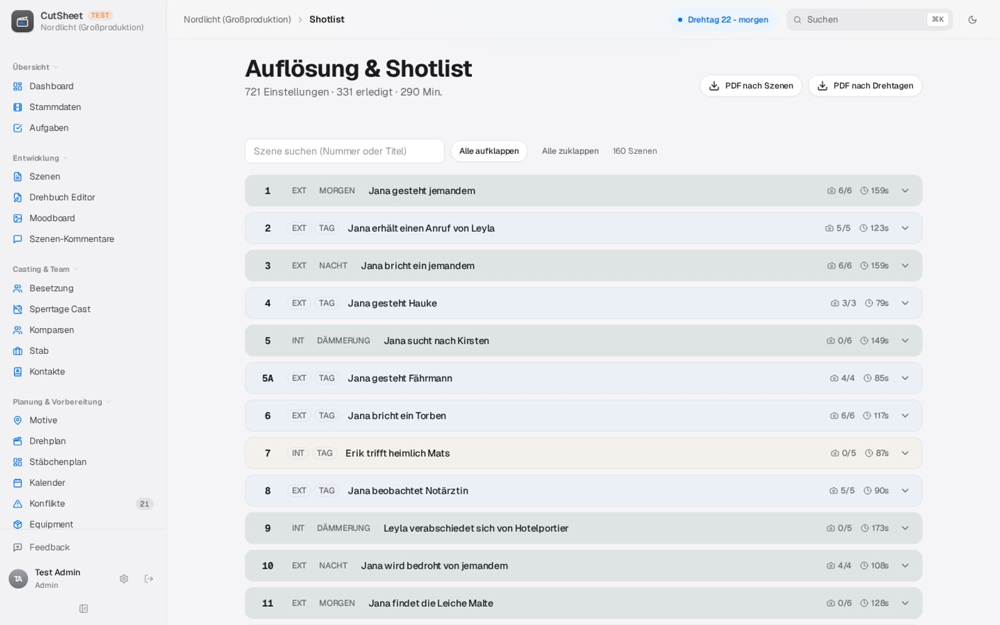 CutSheet TEST
Nordlicht (Großproduktion)
Übersicht
Dashboard
Stammdaten
Aufgaben
Entwicklung
Szenen
Drehbuch Editor
Moodboard
Szenen-Kommentare
Casting & Team
Besetzung
Sperrtage Cast
Komparsen
Stab
Kontakte
Planung & Vorbereitung
Motive
Drehplan
Stäbchenplan
Kalender
Konflikte 21
Equipment
Feedback
TA Test Admin
Admin
Nordlicht (Großproduktion) Shotlist
Drehtag 22 - morgen
Suchen ⌘K
Auflösung & Shotlist
721 Einstellungen · 331 erledigt · 290 Min.
PDF nach Szenen PDF nach Drehtagen
Szene suchen (Nummer oder Titel) Alle aufklappen Alle zuklappen 160 Szenen
1 EXT MORGEN Jana gesteht jemandem 6/6 159s
2 EXT TAG Jana erhält einen Anruf von Leyla 5/5 123s
3 EXT NACHT Jana bricht ein jemandem 6/6 159s
4 EXT TAG Jana gesteht Hauke 3/3 79s
5 INT DÄMMERUNG Jana sucht nach Kirsten 0/6 149s
5A EXT TAG Jana gesteht Fährmann 4/4 85s
6 EXT TAG Jana bricht ein Torben 6/6 117s
7 INT TAG Erik trifft heimlich Mats 0/5 87s
8 EXT TAG Jana beobachtet Notärztin 5/5 90s
9 INT DÄMMERUNG Leyla verabschiedet sich von Hotelportier 0/5 173s
10 EXT NACHT Jana wird bedroht von jemandem 4/4 108s
11 EXT MORGEN Jana findet die Leiche Malte 0/6 128s